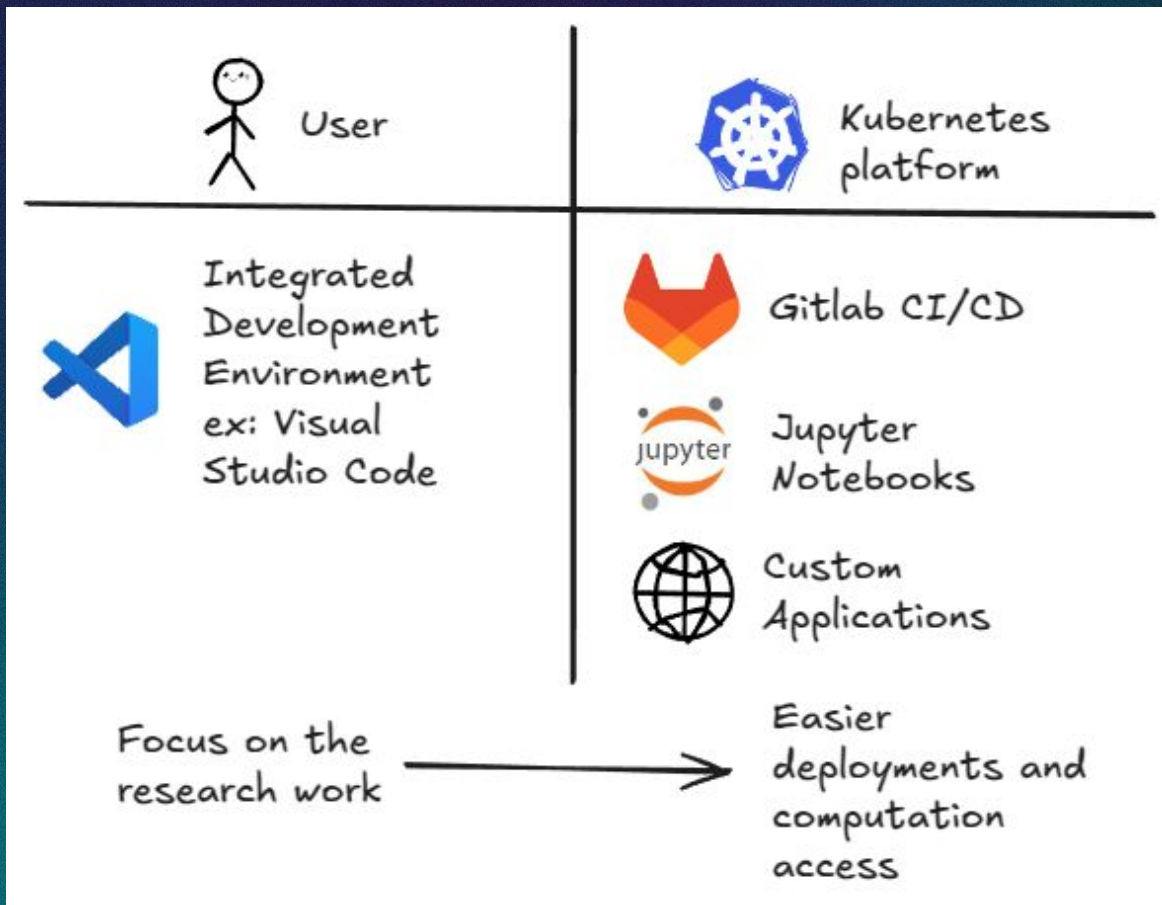 User
Kubernetes
platform
Integrated
Development
Environment
ex: Visual
Studio Code
Gitlab CI/CD
jupyter
Jupyter
Notebooks
Custom
Applications
Focus on the
research work
Easier
deployments and
computation
access